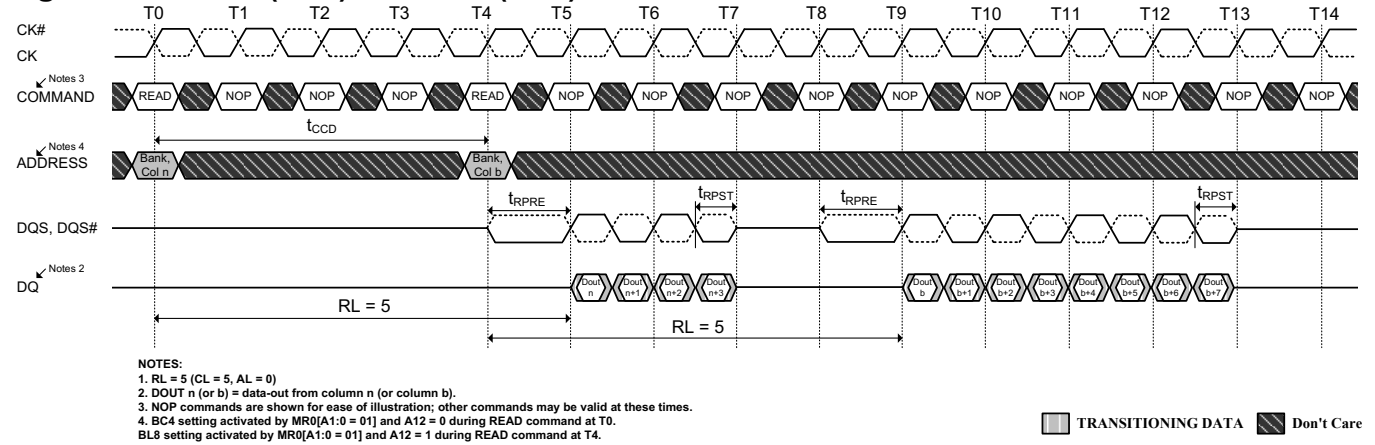 T0 T1 T2 T3 T4 T5 T6 T7 T8 T9 T10 T11 T12 T13 T14
CK#
CK
Notes 3
COMMAND READ NOP NOP NOP READ NOP NOP NOP NOP NOP NOP NOP NOP NOP NOP
tCCD
Notes 4
ADDRESS
Bank, Col n
Bank, Col b
tRPRE tRPST tRPRE tRPST
DQS, DQS#
Notes 2
DQ
Dout n
Dout n+1
Dout n+2
Dout n+3
Dout b
Dout b+1
Dout b+2
Dout b+3
Dout b+4
Dout b+5
Dout b+6
Dout b+7
RL = 5
RL = 5
NOTES:
1. RL = 5 (CL = 5, AL = 0)
2. DOUT n (or b) = data-out from column n (or column b).
3. NOP commands are shown for ease of illustration; other commands may be valid at these times.
4. BC4 setting activated by MR0[A1:0 = 01] and A12 = 0 during READ command at T0.
BL8 setting activated by MR0[A1:0 = 01] and A12 = 1 during READ command at T4.
TRANSITIONING DATA Don't Care